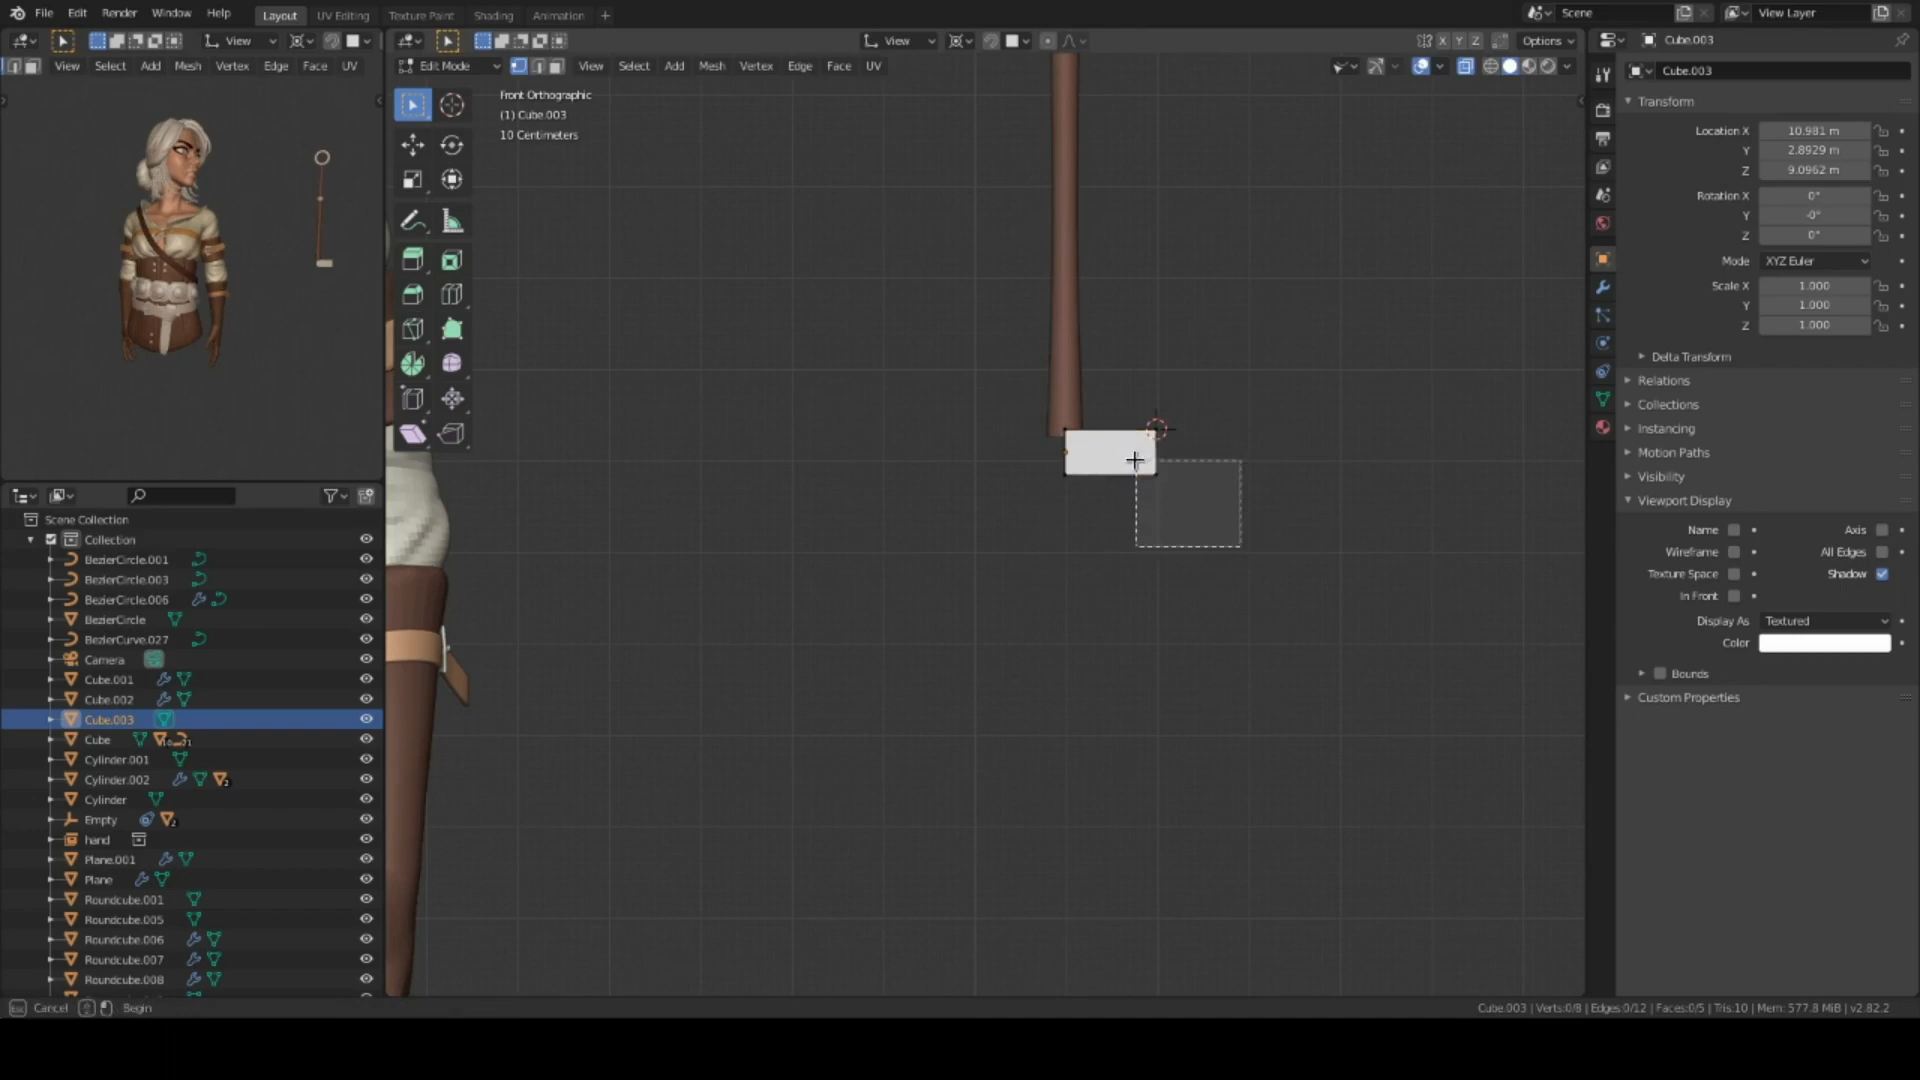 File Edit Render Window Help Layout UV Editing Texture Paint Shading Animation + Scene View Layer
View View X Y Z Options Cube.003
View Select Add Mesh Vertex Edge Face UV Edit Mode View Select Add Mesh Vertex Edge Face UV Cube.003
Front Orthographic
(1) Cube.003
10 Centimeters
Transform
Location X 10.981 m
Y 2.8929 m
Z 9.0962 m
Rotation X 0°
Y -0°
Z 0°
Mode XYZ Euler
Scale X 1.000
Y 1.000
Z 1.000
Delta Transform
Relations
Collections
Instancing
Motion Paths
Visibility
Viewport Display
Name Axis
Wireframe All Edges
Texture Space Shadow
In Front
Display As Textured
Color
Bounds
Custom Properties
Scene Collection
Collection
BezierCircle.001
BezierCircle.003
BezierCircle.006
BezierCircle
BezierCurve.027
Camera
Cube.001
Cube.002
Cube.003
Cube
Cylinder.001
Cylinder.002
Cylinder
Empty
hand
Plane.001
Plane
Roundcube.001
Roundcube.005
Roundcube.006
Roundcube.007
Roundcube.008
Cancel Begin Cube.003 | Verts:0/8 | Edges:0/12 | Faces:0/5 | Tris:10 | Mem: 577.8 MiB | v2.82.2